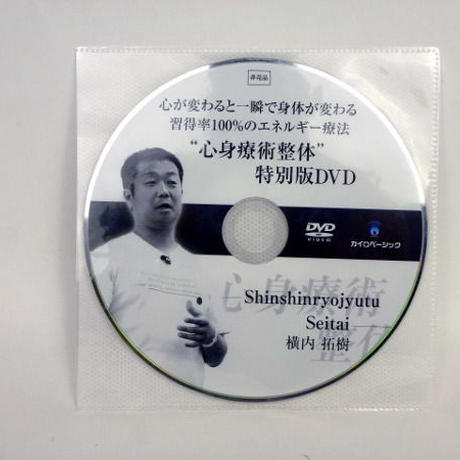 非売品
心が変わると一瞬で身体が変わる
習得率100%のエネルギー療法
“心身療術整体”
特別版DVD
DVD
VIDEO
カイロベーシック
心身療術
整体
Shinshinryojyutu
Seitai
横内 拓樹